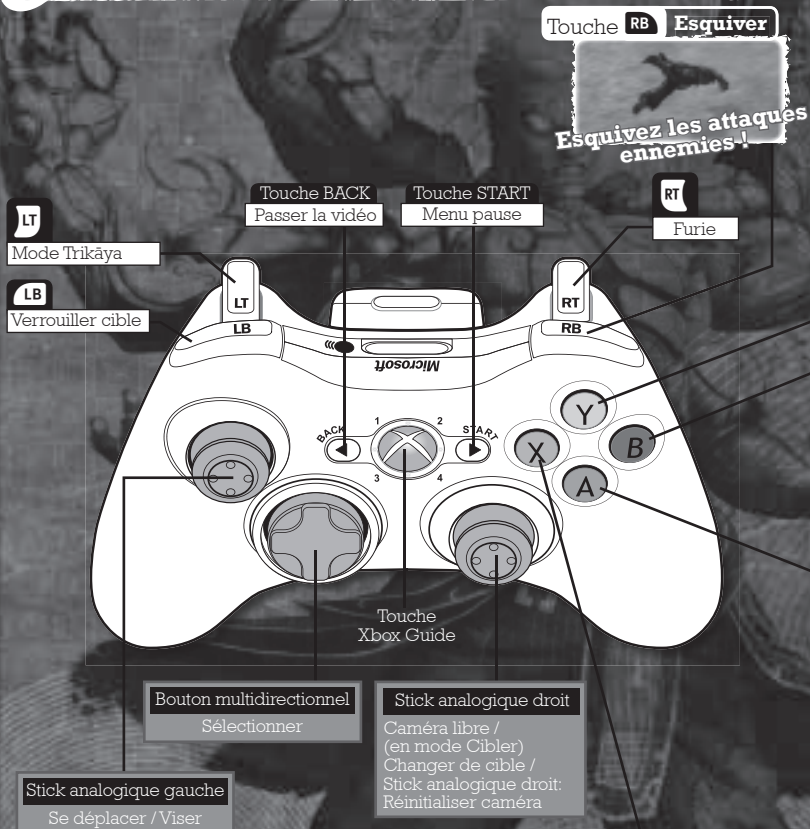 Touche RB Esquiver
Esquivez les attaques
ennemies !
Touche BACK
Passer la vidéo
Touche START
Menu pause
RT
Furie
LT
Mode Trikāya
LB
Verrouiller cible
LT
RT
LB
RB
Microsoft
BACK
1
2
3
4
START
Y
X
B
A
Touche
Xbox Guide
Bouton multidirectionnel
Sélectionner
Stick analogique droit
Caméra libre /
(en mode Cibler)
Changer de cible /
Stick analogique droit:
Réinitialiser caméra
Stick analogique gauche
Se déplacer / Viser